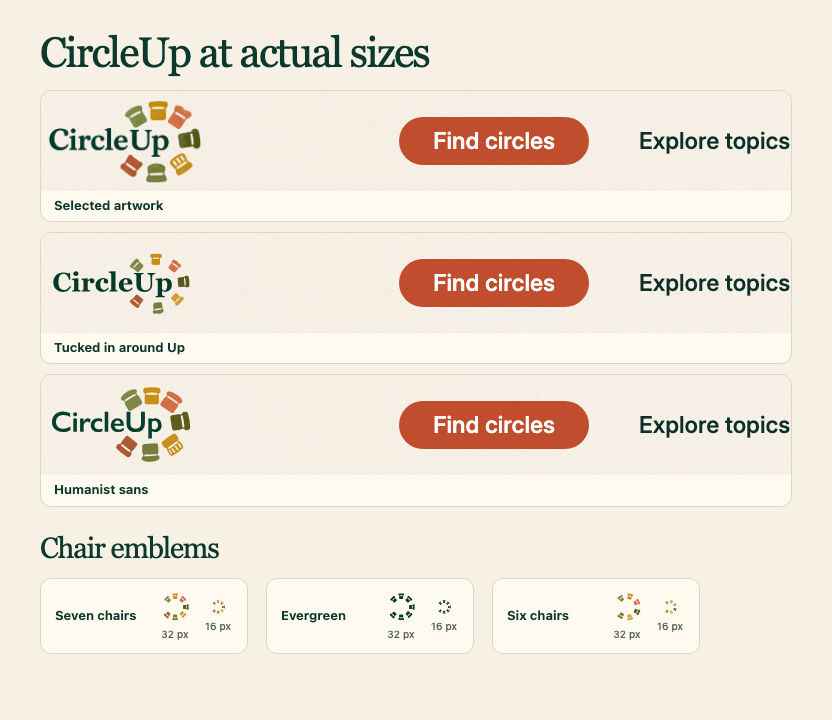 CircleUp at actual sizes
CircleUp Find circles Explore topics
Selected artwork
CircleUp Find circles Explore topics
Tucked in around Up
CircleUp Find circles Explore topics
Humanist sans
Chair emblems
Seven chairs 32 px 16 px
Evergreen 32 px 16 px
Six chairs 32 px 16 px